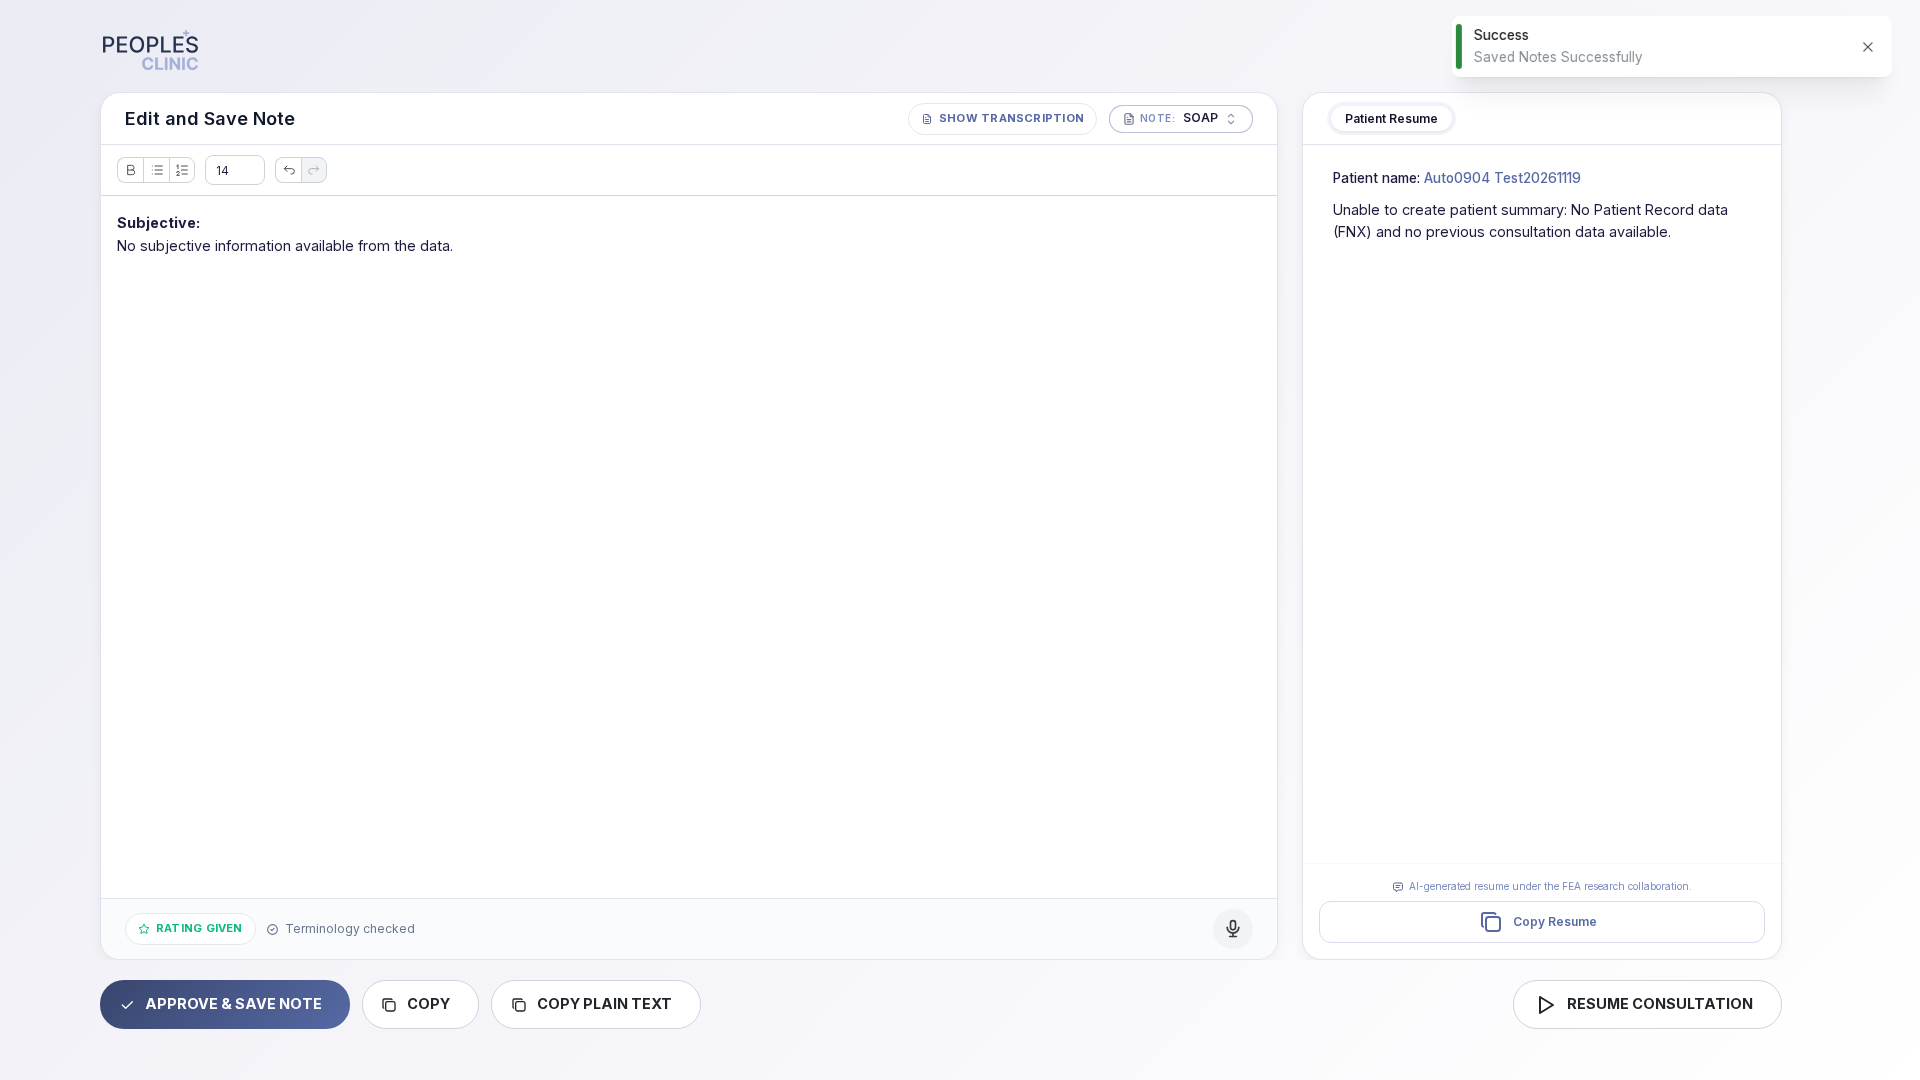 PEOPLE'S
CLINIC
Success
Saved Notes Successfully
Edit and Save Note
SHOW TRANSCRIPTION
NOTE: SOAP
Patient Resume
14
Subjective:
No subjective information available from the data.
Patient name: Auto0904 Test20261119
Unable to create patient summary: No Patient Record data
(FNX) and no previous consultation data available.
RATING GIVEN
Terminology checked
AI-generated resume under the FEA research collaboration.
Copy Resume
APPROVE & SAVE NOTE
COPY
COPY PLAIN TEXT
RESUME CONSULTATION